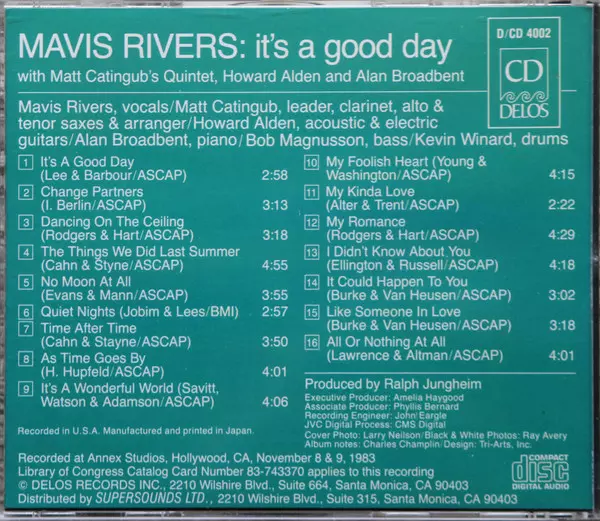 MAVIS RIVERS: it's a good day
with Matt Catingub's Quintet, Howard Alden and Alan Broadbent
D/CD 4002
CD
DELOS
Mavis Rivers, vocals/Matt Catingub, leader, clarinet, alto &
tenor saxes & arranger/Howard Alden, acoustic & electric
guitars/Alan Broadbent, piano/Bob Magnusson, bass/Kevin Winard, drums
1 It's A Good Day
(Lee & Barbour/ASCAP) 2:58
2 Change Partners
(I. Berlin/ASCAP) 3:13
3 Dancing On The Ceiling
(Rodgers & Hart/ASCAP) 3:18
4 The Things We Did Last Summer
(Cahn & Styne/ASCAP) 4:55
5 No Moon At All
(Evans & Mann/ASCAP) 3:55
6 Quiet Nights (Jobim & Lees/BMI) 2:57
7 Time After Time
(Cahn & Stayne/ASCAP) 3:50
8 As Time Goes By
(H. Hupfeld/ASCAP) 4:01
9 It's A Wonderful World (Savitt,
Watson & Adamson/ASCAP) 4:06
10 My Foolish Heart (Young &
Washington/ASCAP) 4:15
11 My Kinda Love
(Alter & Trent/ASCAP) 2:22
12 My Romance
(Rodgers & Hart/ASCAP) 4:29
13 I Didn't Know About You
(Ellington & Russell/ASCAP) 4:18
14 It Could Happen To You
(Burke & Van Heusen/ASCAP) 3:02
15 Like Someone In Love
(Burke & Van Heusen/ASCAP) 3:18
16 All Or Nothing At All
(Lawrence & Altman/ASCAP) 4:01
Produced by Ralph Jungheim
Executive Producer: Amelia Haygood
Associate Producer: Phyllis Bernard
Recording Engineer: John Eargle
JVC Digital Process: CMS Digital
Cover Photo: Larry Neilson/Black & White Photos: Ray Avery
Album notes: Charles Champlin/Design: Tri-Arts, Inc.
Recorded in U.S.A. Manufactured and printed in Japan.
Recorded at Annex Studios, Hollywood, CA, November 8 & 9, 1983
Library of Congress Catalog Card Number 83-743370 applies to this recording
© DELOS RECORDS INC., 2210 Wilshire Blvd., Suite 664, Santa Monica, CA 90403
Distributed by SUPERSOUNDS LTD., 2210 Wilshire Blvd., Suite 315, Santa Monica, CA 90403
COMPACT
disc
DIGITAL AUDIO